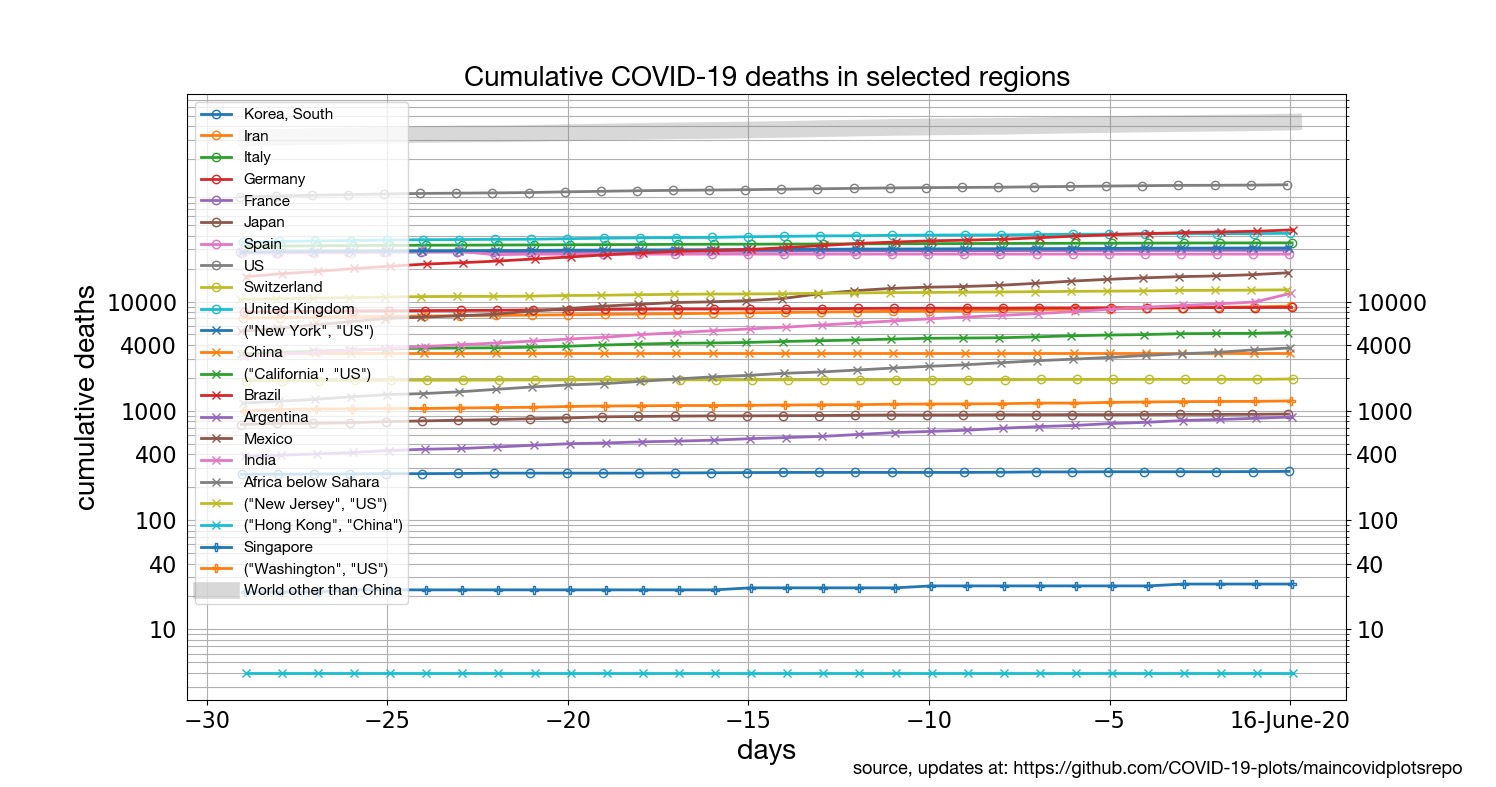 Cumulative COVID-19 deaths in selected regions
Korea, South
Iran
Italy
Germany
France
Japan
Spain
US
Switzerland
United Kingdom
("New York", "US")
China
("California", "US")
Brazil
Argentina
Mexico
India
Africa below Sahara
("New Jersey", "US")
("Hong Kong", "China")
Singapore
("Washington", "US")
World other than China
cumulative deaths
10000
4000
1000
400
100
40
10
10000
4000
1000
400
100
40
10
−30 −25 −20 −15 −10 −5 16-June-20
days
source, updates at: https://github.com/COVID-19-plots/maincovidplotsrepo